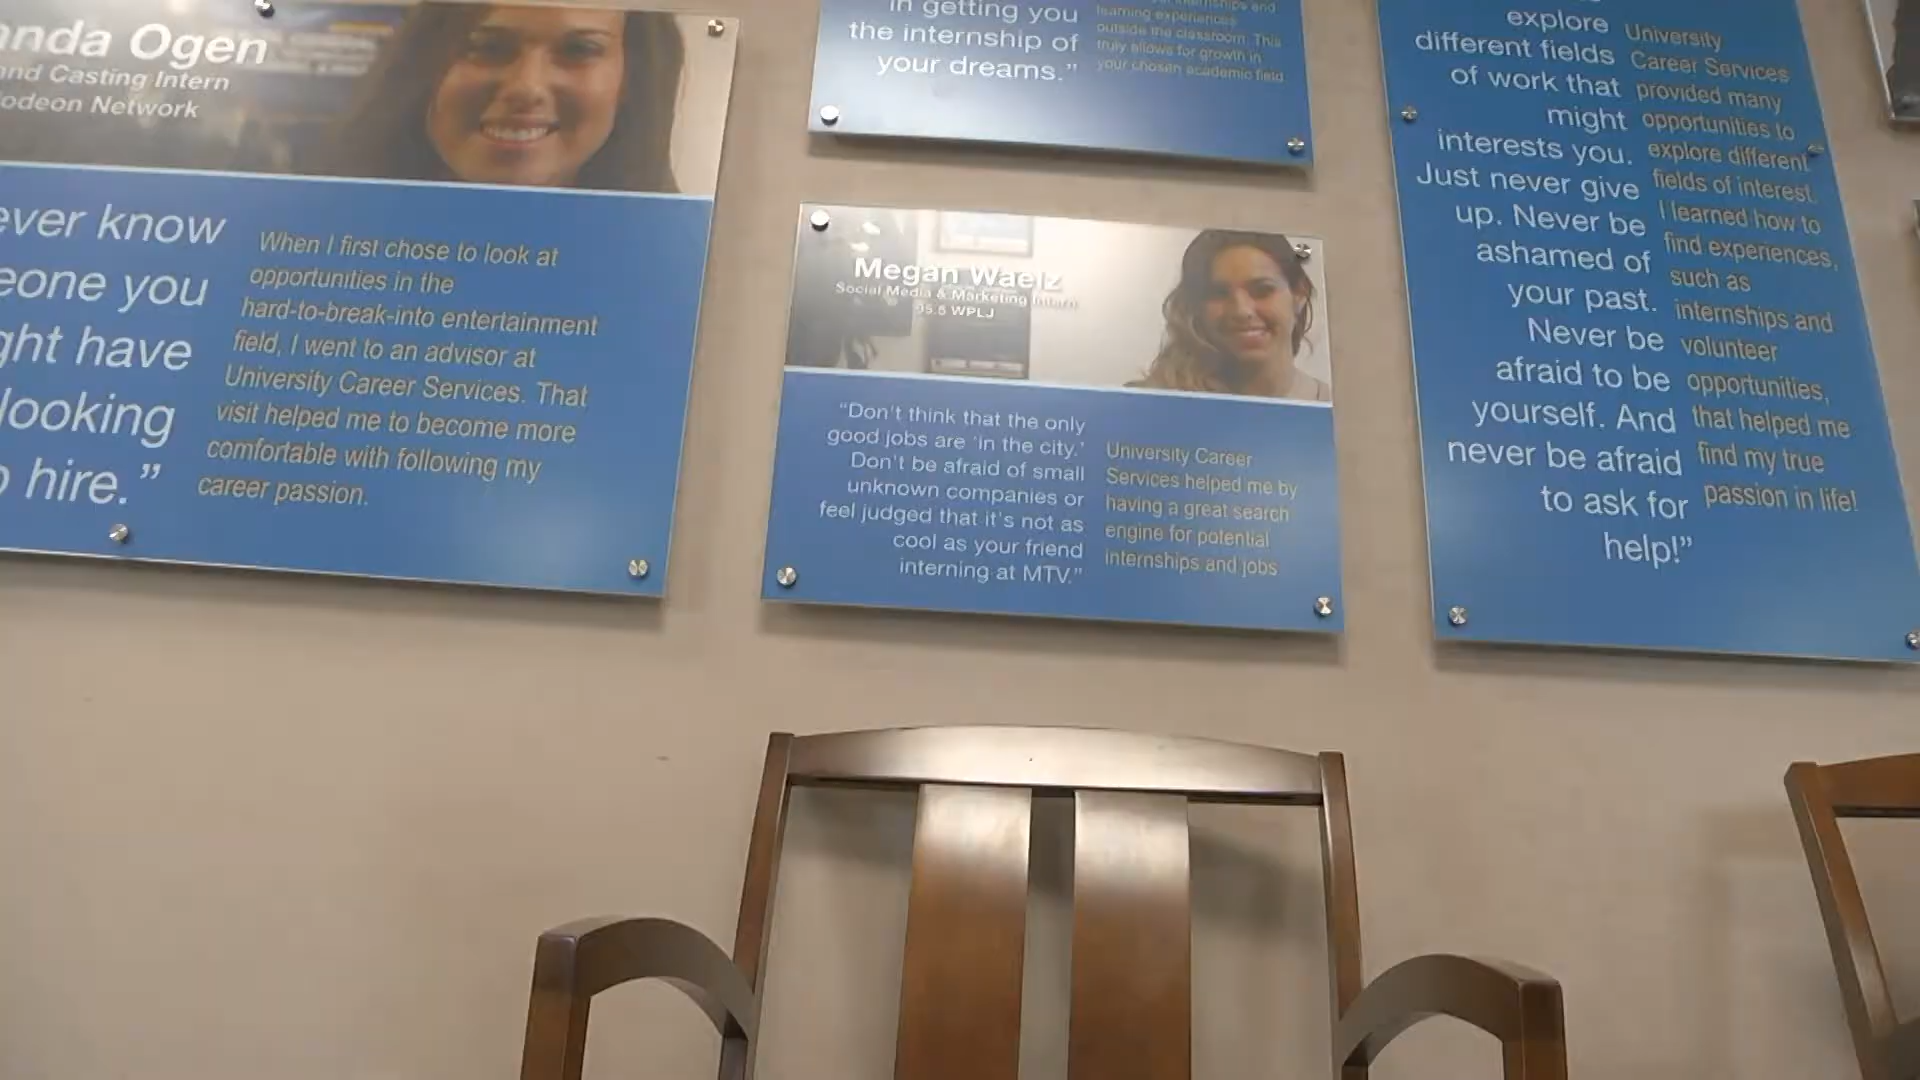 nda Ogen
and Casting Intern
odeon Network
ever know
eone you
ght have
looking
o hire.”
When I first chose to look at
opportunities in the
hard-to-break-into entertainment
field, I went to an advisor at
University Career Services. That
visit helped me to become more
comfortable with following my
career passion.
in getting you
the internship of
your dreams.”
learning experiences
outside the classroom. This
truly allows for growth in
your chosen academic field
Megan Waelz
Social Media & Marketing Intern
95.5 WPLJ
“Don't think that the only
good jobs are ‘in the city.’
Don't be afraid of small
unknown companies or
feel judged that it's not as
cool as your friend
interning at MTV.”
University Career
Services helped me by
having a great search
engine for potential
internships and jobs
explore
different fields
of work that
might
interests you.
Just never give
up. Never be
ashamed of
your past.
Never be
afraid to be
yourself. And
never be afraid
to ask for
help!”
University
Career Services
provided many
opportunities to
explore different
fields of interest.
I learned how to
find experiences,
such as
internships and
volunteer
opportunities,
that helped me
find my true
passion in life!